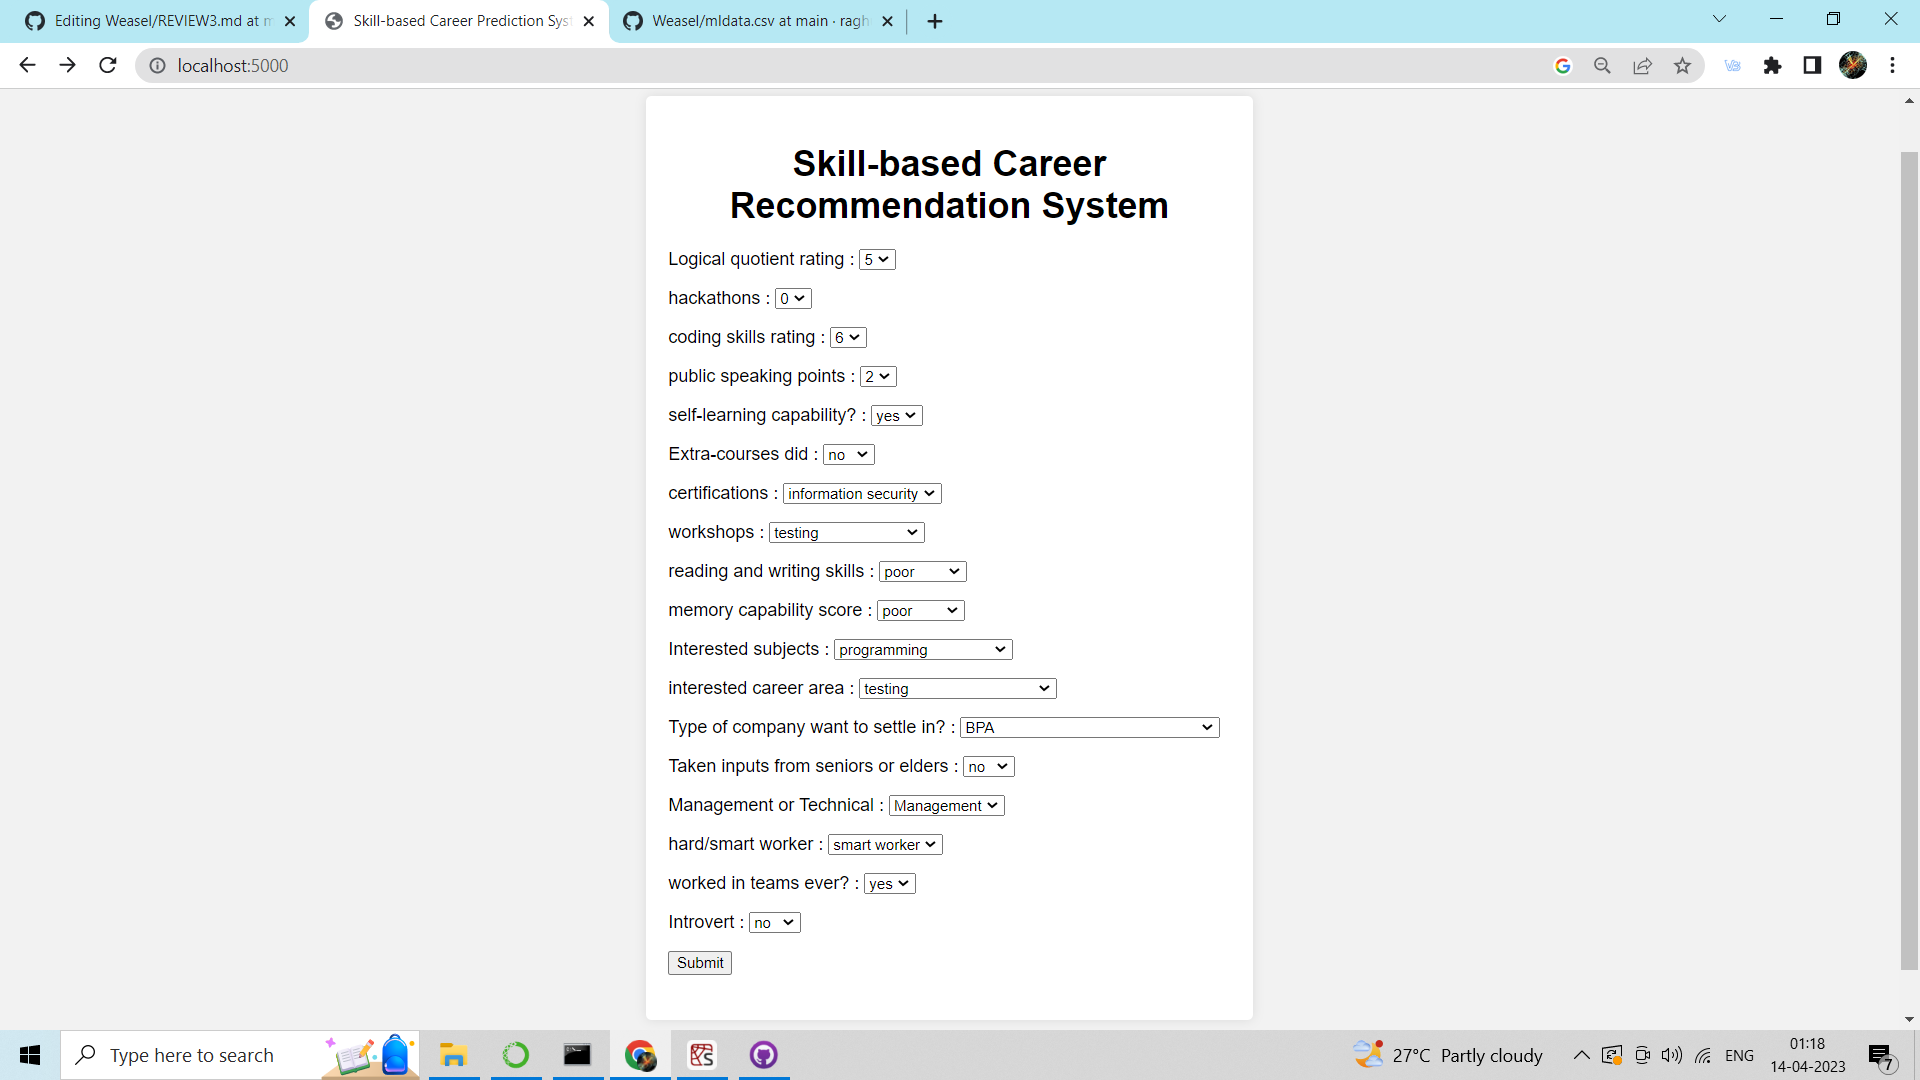 Editing Weasel/REVIEW3.md at m
Skill-based Career Prediction Sys
Weasel/mldata.csv at main · ragh
localhost:5000
Skill-based Career
Recommendation System
Logical quotient rating : 5
hackathons : 0
coding skills rating : 6
public speaking points : 2
self-learning capability? : yes
Extra-courses did : no
certifications : information security
workshops : testing
reading and writing skills : poor
memory capability score : poor
Interested subjects : programming
interested career area : testing
Type of company want to settle in? : BPA
Taken inputs from seniors or elders : no
Management or Technical : Management
hard/smart worker : smart worker
worked in teams ever? : yes
Introvert : no
Submit
Type here to search
27°C Partly cloudy
ENG
01:18
14-04-2023
7